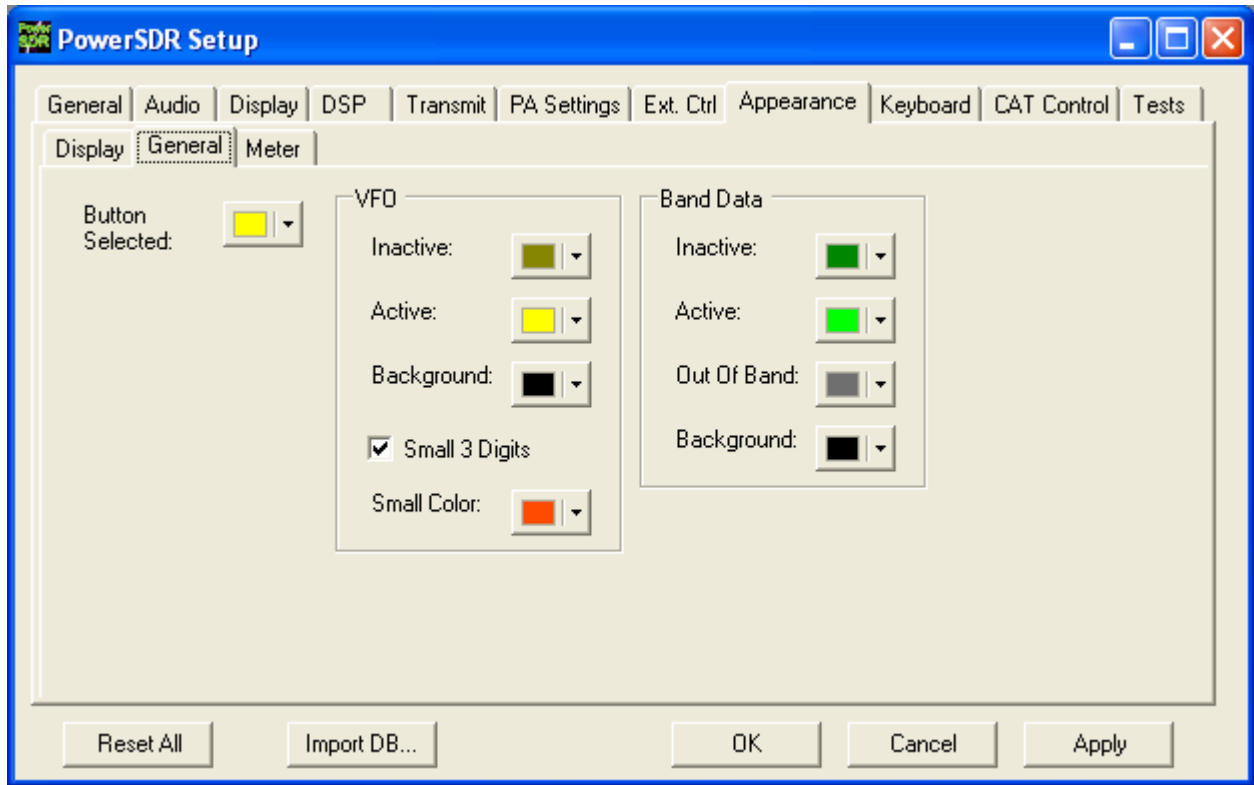 Power SDR PowerSDR Setup
General Audio Display DSP Transmit PA Settings Ext. Ctrl Appearance Keyboard CAT Control Tests
Display General Meter
Button
Selected:
VFO
Inactive:
Active:
Background:
Small 3 Digits
Small Color:
Band Data
Inactive:
Active:
Out Of Band:
Background:
Reset All Import DB... OK Cancel Apply